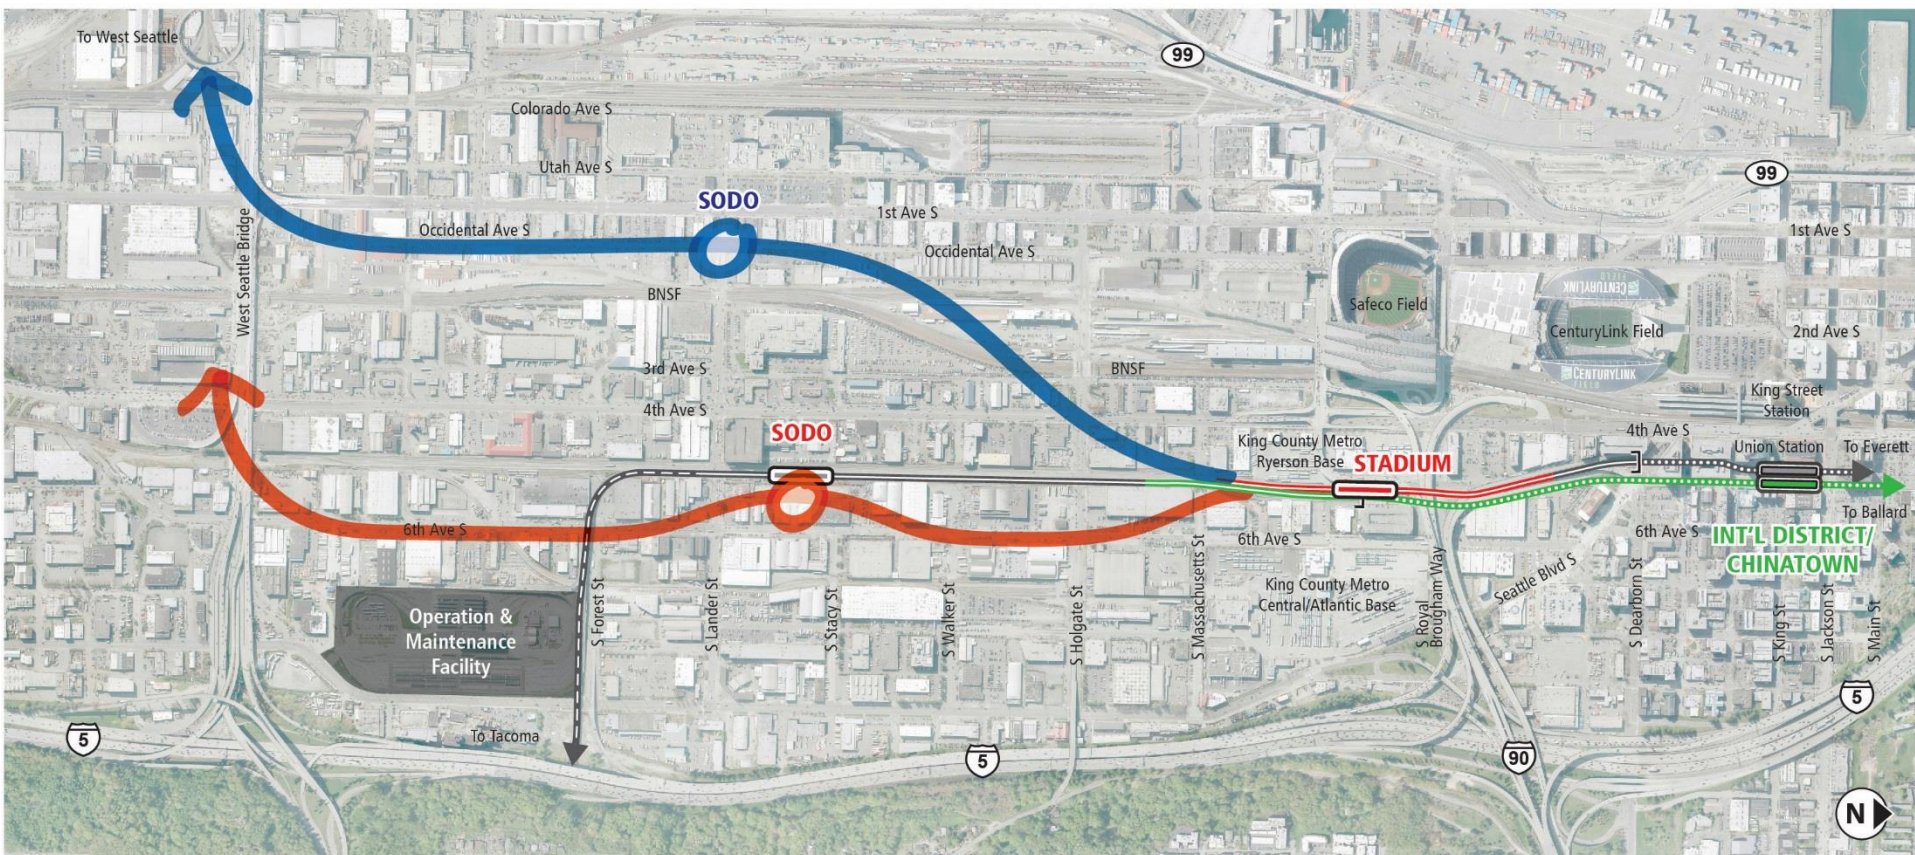 To West Seattle
99
Colorado Ave S
Utah Ave S
99
SODO
1st Ave S
Occidental Ave S
1st Ave S
Occidental Ave S
West Seattle Bridge
BNSF
Safeco Field
CENTURYLINK
FIELD
CenturyLink Field
2nd Ave S
3rd Ave S
BNSF
CENTURYLINK
FIELD
King Street
Station
4th Ave S
SODO
King County Metro
Ryerson Base
STADIUM
4th Ave S
Union Station
To Everett
To Ballard
6th Ave S
6th Ave S
6th Ave S
INT'L DISTRICT/
CHINATOWN
Operation &
Maintenance
Facility
S Forest St
S Lander St
S Stacy St
S Walker St
S Holgate St
S Massachusetts St
King County Metro
Central/Atlantic Base
S Royal
Brougham Way
Seattle Blvd S
S Dearborn St
S King St
S Jackson St
S Main St
5
To Tacoma
5
90
5
N